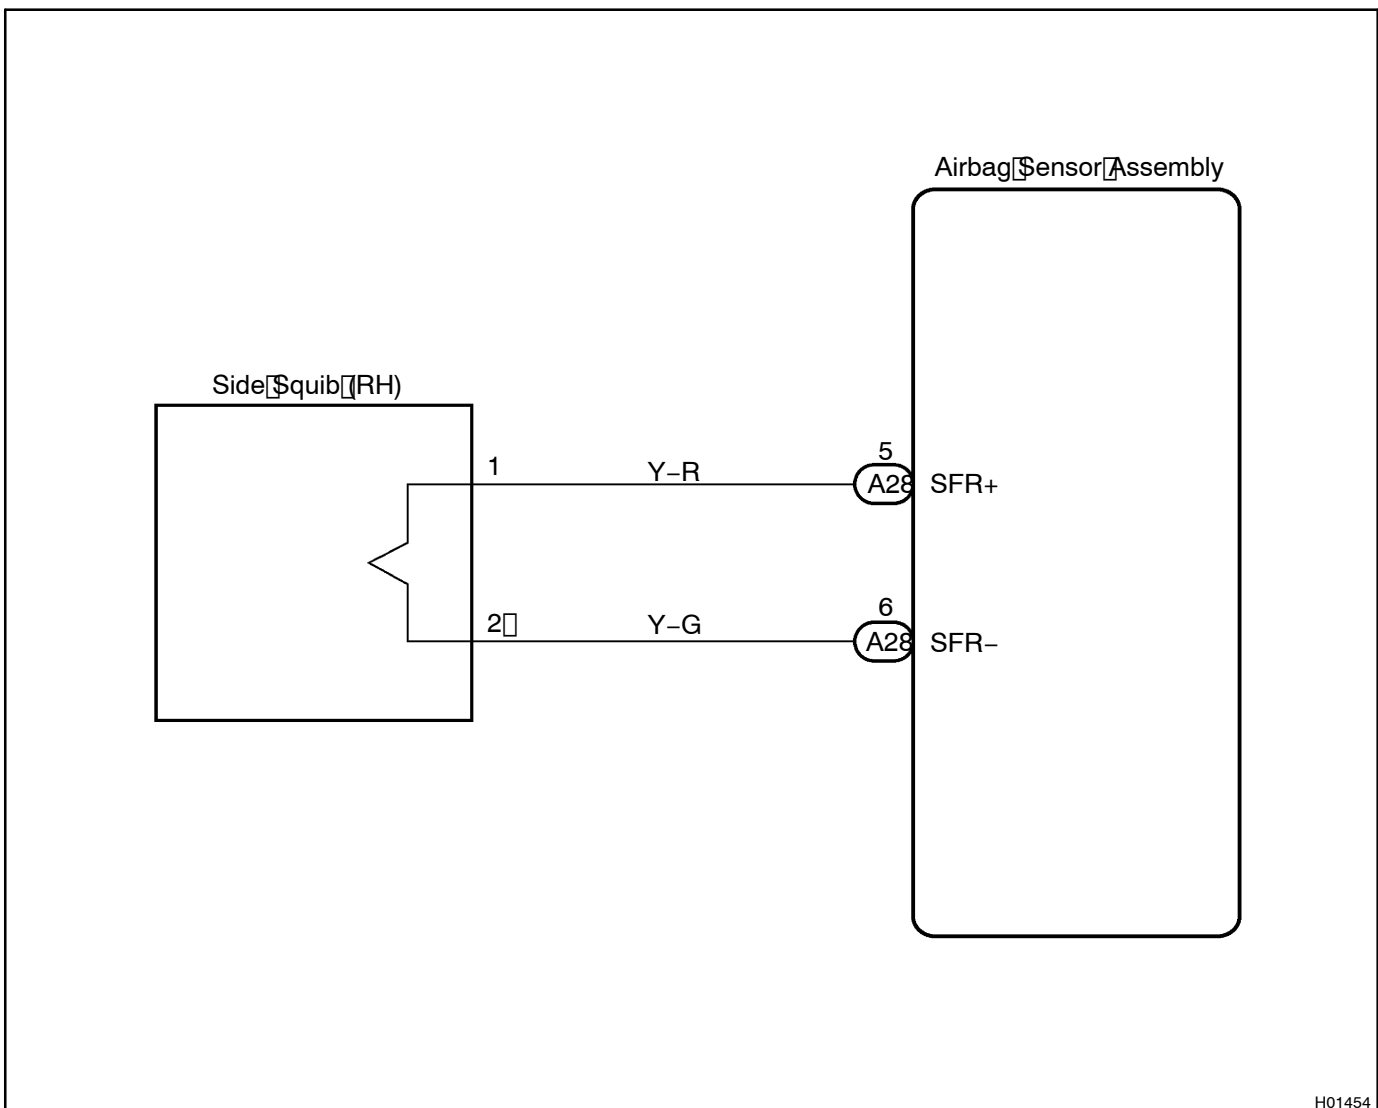 Airbag Sensor Assembly
Side Squib (RH)
1
Y−R
5
A28
SFR+
2
Y−G
6
A28
SFR−
H01454